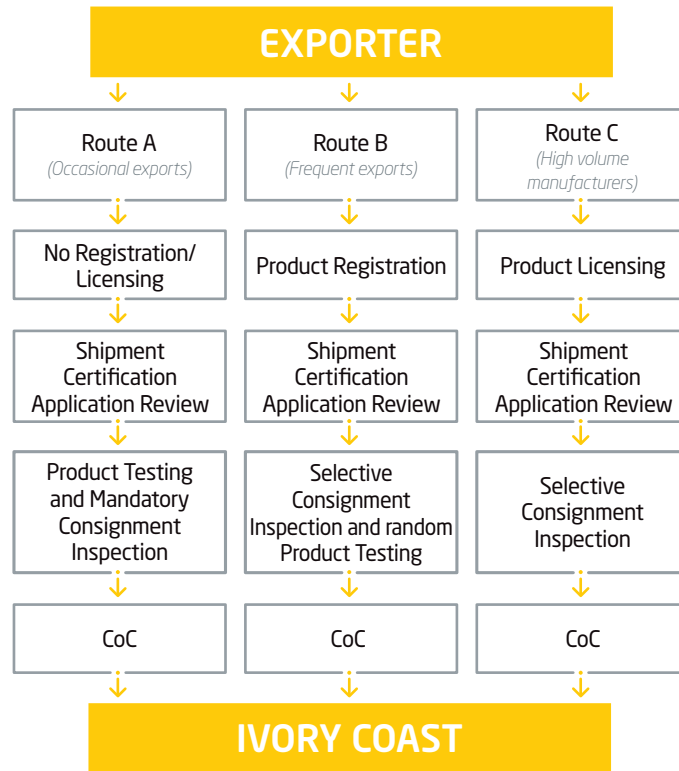 EXPORTER
Route A
(Occasional exports)
Route B
(Frequent exports)
Route C
(High volume
manufacturers)
No Registration/
Licensing
Product Registration
Product Licensing
Shipment
Certification
Application Review
Shipment
Certification
Application Review
Shipment
Certification
Application Review
Product Testing
and Mandatory
Consignment
Inspection
Selective
Consignment
Inspection and random
Product Testing
Selective
Consignment
Inspection
CoC
CoC
CoC
IVORY COAST